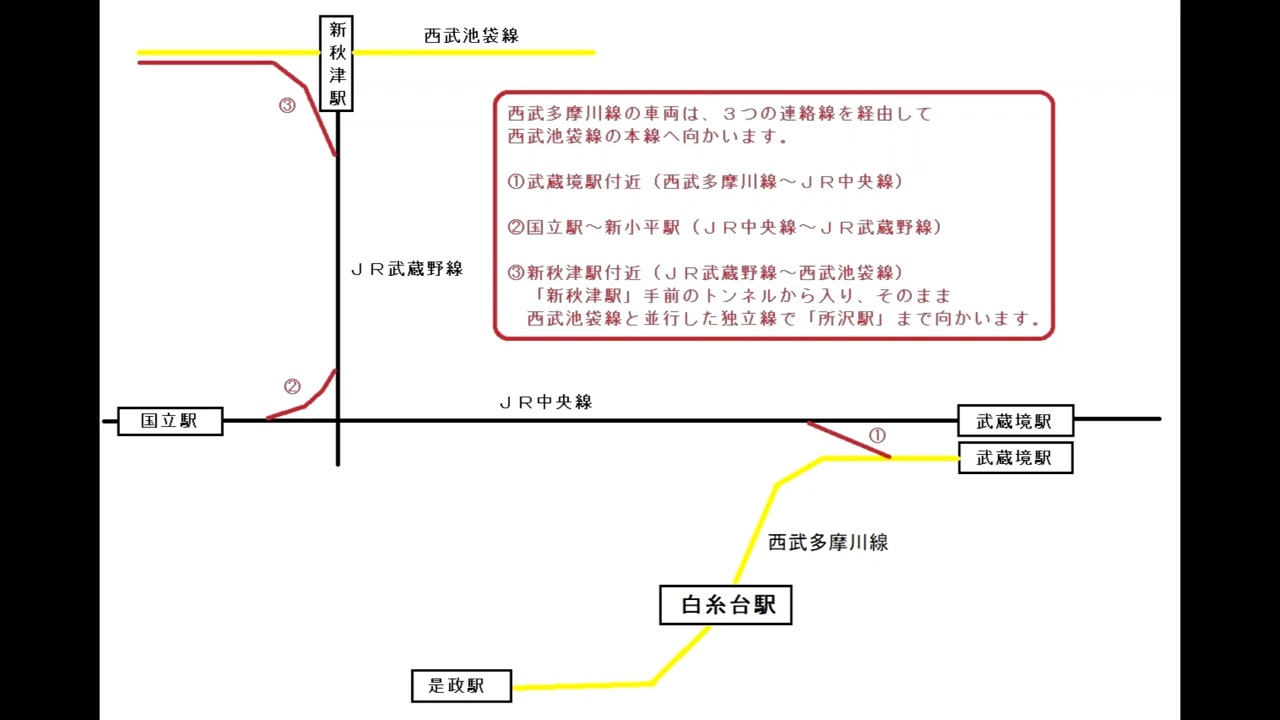 新秋津駅
西武池袋線
③
西武多摩川線の車両は、３つの連絡線を経由して
西武池袋線の本線へ向かいます。
①武蔵境駅付近（西武多摩川線～ＪＲ中央線）
②国立駅～新小平駅（ＪＲ中央線～ＪＲ武蔵野線）
③新秋津駅付近（ＪＲ武蔵野線～西武池袋線）
「新秋津駅」手前のトンネルから入り、そのまま
西武池袋線と並行した独立線で「所沢駅」まで向かいます。
ＪＲ武蔵野線
②
ＪＲ中央線
国立駅
武蔵境駅
①
武蔵境駅
西武多摩川線
白糸台駅
是政駅